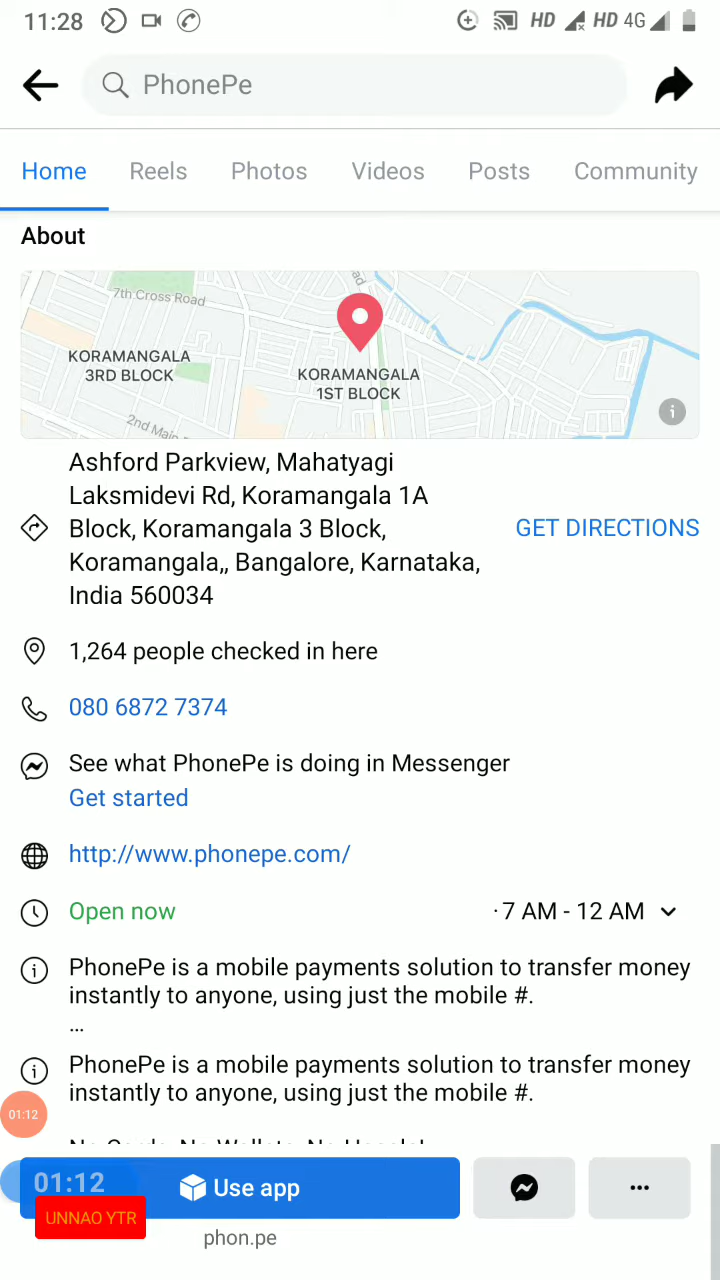 11:28 HD HD 4G
PhonePe
Home Reels Photos Videos Posts Community
About
7th Cross Road
KORAMANGALA
3RD BLOCK
KORAMANGALA
1ST BLOCK
2nd Main
Ashford Parkview, Mahatyagi
Laksmidevi Rd, Koramangala 1A
Block, Koramangala 3 Block,
Koramangala,, Bangalore, Karnataka,
India 560034
GET DIRECTIONS
1,264 people checked in here
080 6872 7374
See what PhonePe is doing in Messenger
Get started
http://www.phonepe.com/
Open now · 7 AM - 12 AM
PhonePe is a mobile payments solution to transfer money
instantly to anyone, using just the mobile #.
...
PhonePe is a mobile payments solution to transfer money
instantly to anyone, using just the mobile #.
01:12
01:12
Use app
UNNAO YTR
phon.pe